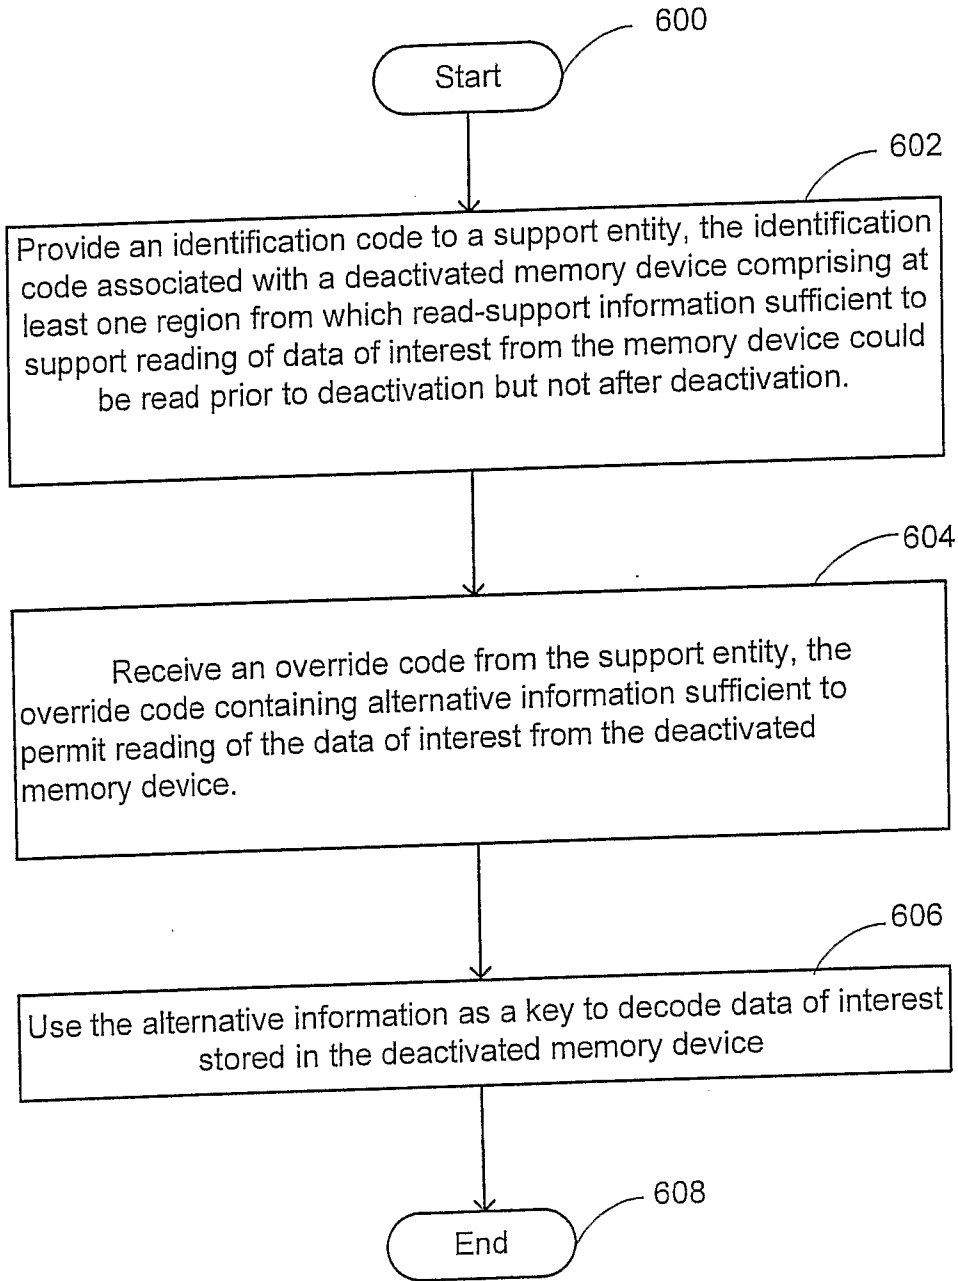 600
Start
602
Provide an identification code to a support entity, the identification
code associated with a deactivated memory device comprising at
least one region from which read-support information sufficient to
support reading of data of interest from the memory device could
be read prior to deactivation but not after deactivation.
604
Receive an override code from the support entity, the
override code containing alternative information sufficient to
permit reading of the data of interest from the deactivated
memory device.
606
Use the alternative information as a key to decode data of interest
stored in the deactivated memory device
608
End